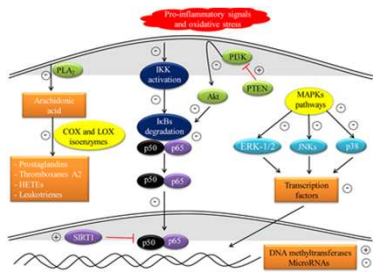 Pro-inflammatory signals
and oxidative stress
PLA2
IKK
activation
PI3K
PTEN
Akt
MAPKs
pathways
Arachidonic
acid
COX and LOX
isoenzymes
IκBs
degradation
p50 p65
ERK-1/2
JNKs
p38
- Prostaglandins
- Thromboxanes A2
- HETEs
- Leukotrienes
p50 p65
Transcription
factors
SIRT1
p50 p65
DNA methyltransferases
MicroRNAs